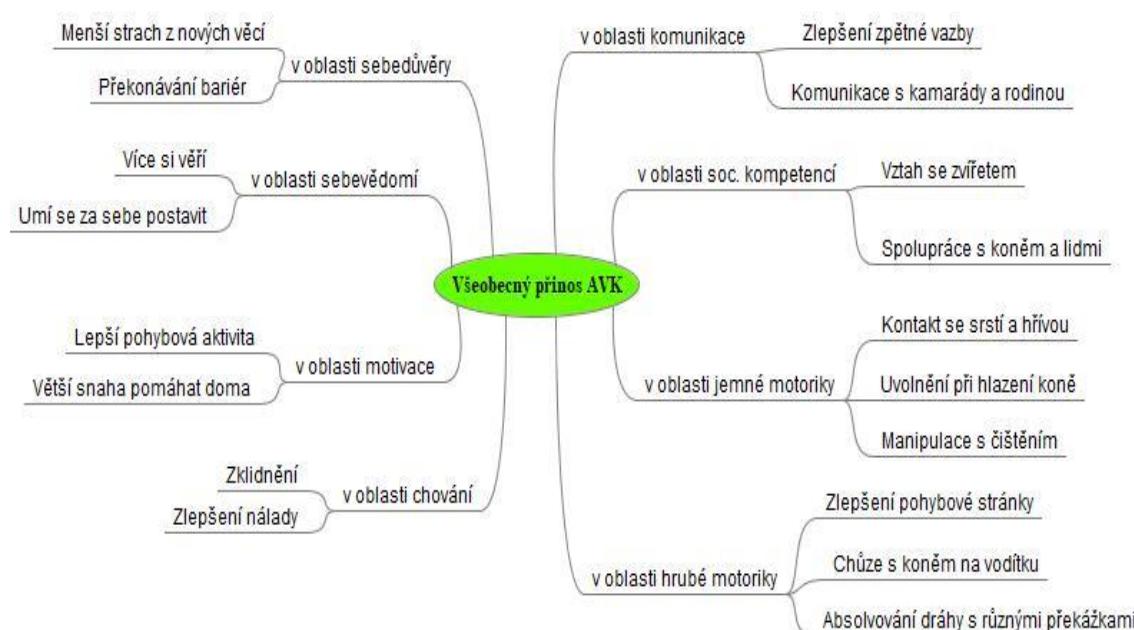 Všeobecný přínos AVK
v oblasti sebedůvěry
Menší strach z nových věcí
Překonávání bariér
v oblasti sebevědomí
Více si věří
Umí se za sebe postavit
v oblasti motivace
Lepší pohybová aktivita
Větší snaha pomáhat doma
v oblasti chování
Zklidnění
Zlepšení nálady
v oblasti komunikace
Zlepšení zpětné vazby
Komunikace s kamarády a rodinou
v oblasti soc. kompetencí
Vztah se zvířetem
Spolupráce s koněm a lidmi
v oblasti jemné motoriky
Kontakt se srstí a hřívou
Uvolnění při hlazení koně
Manipulace s čištěním
v oblasti hrubé motoriky
Zlepšení pohybové stránky
Chůze s koněm na vodítku
Absolvování dráhy s různými překážkami